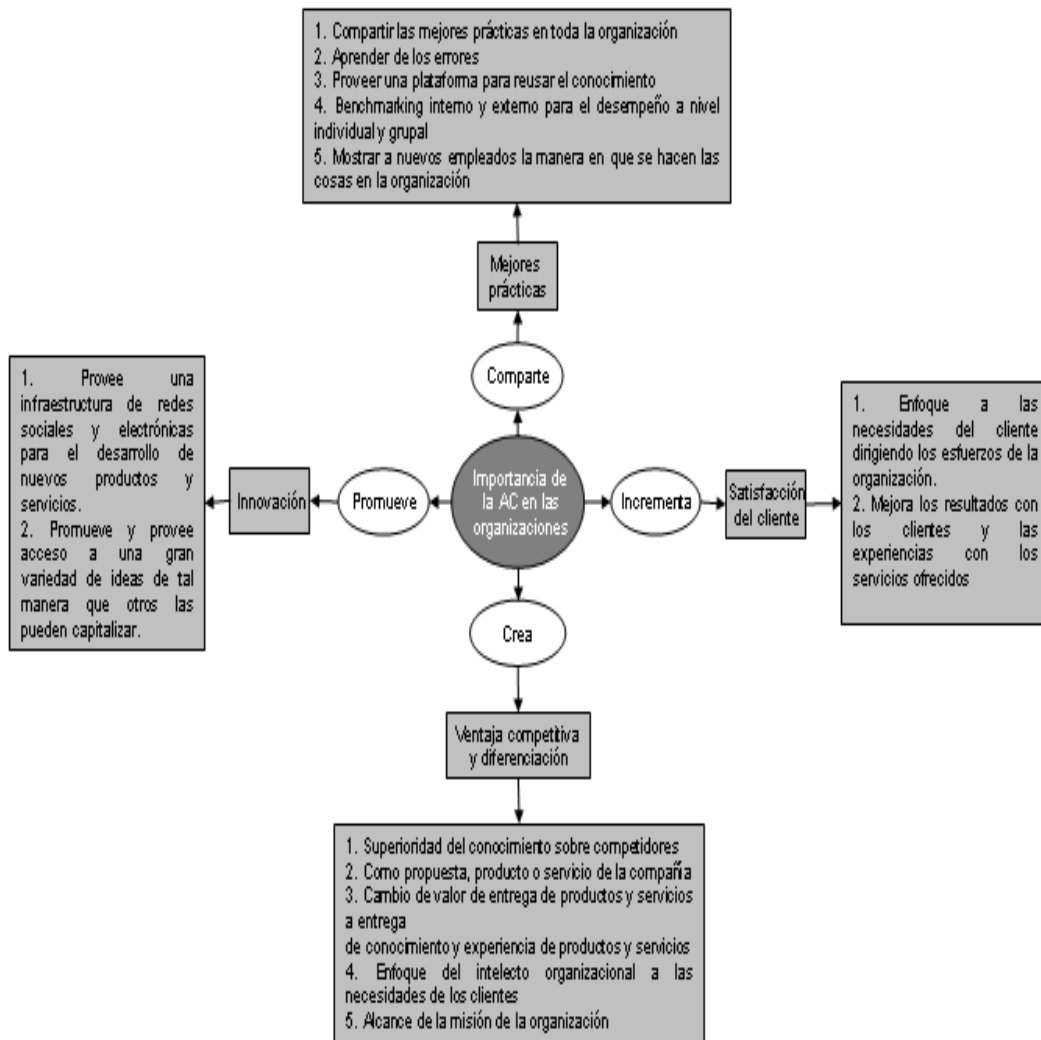 1. Compartir las mejores prácticas en toda la organización
2. Aprender de los errores
3. Proveer una plataforma para reusar el conocimiento
4. Benchmarking interno y externo para el desempeño a nivel
individual y grupal
5. Mostrar a nuevos empleados la manera en que se hacen las
cosas en la organización
Mejores
prácticas
Comparte
1. Provee una
infraestructura de redes
sociales y electrónicas
para el desarrollo de
nuevos productos y
servicios.
2. Promueve y provee
acceso a una gran
variedad de ideas de tal
manera que otros las
pueden capitalizar.
Innovación
Promueve
Importancia de
la AC en las
organizaciones
Incrementa
Satisfacción
del cliente
1. Enfoque a las
necesidades del cliente
dirigiendo los esfuerzos de la
organización.
2. Mejora los resultados con
los clientes y las
experiencias con los
servicios ofrecidos
Crea
Ventaja competitiva
y diferenciación
1. Superioridad del conocimiento sobre competidores
2. Como propuesta, producto o servicio de la compañía
3. Cambio de valor de entrega de productos y servicios
a entrega
de conocimiento y experiencia de productos y servicios
4. Enfoque del intelecto organizacional a las
necesidades de los clientes
5. Alcance de la misión de la organización